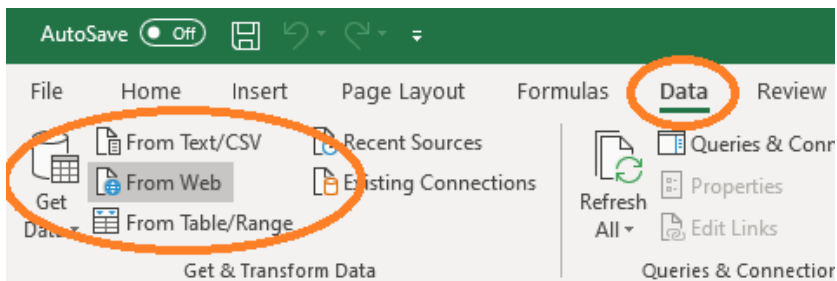 AutoSave Off
File Home Insert Page Layout Formulas Data Review
From Text/CSV Recent Sources
From Web Existing Connections
From Table/Range
Get
Data
Get & Transform Data
Refresh
All
Queries & Conn
Properties
Edit Links
Queries & Connection